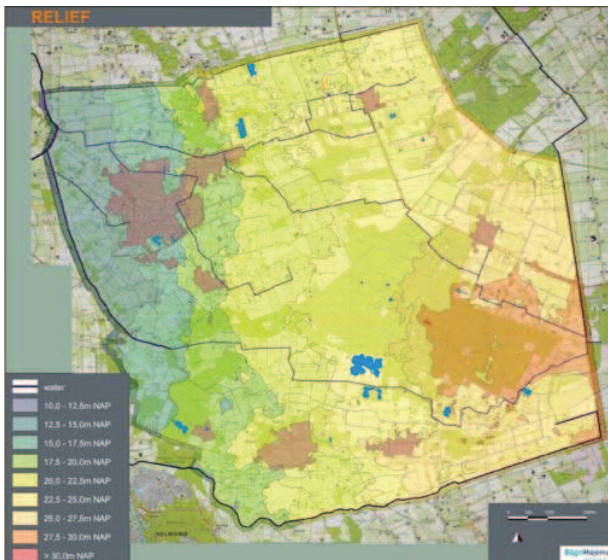 RELIEF
water
10,0 - 12,5m NAP
12,5 - 15,0m NAP
15,0 - 17,5m NAP
17,5 - 20,0m NAP
20,0 - 22,5m NAP
22,5 - 25,0m NAP
25,0 - 27,5m NAP
27,5 - 30,0m NAP
> 30,0m NAP
HELMOND